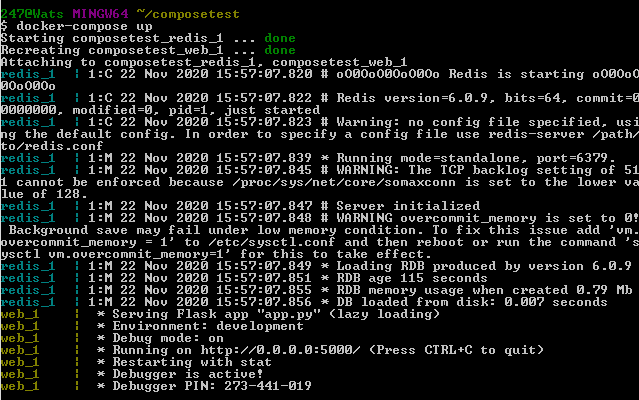 247@Wats MINGW64 ~/composetest
$ docker-compose up
Starting composetest_redis_1 ... done
Recreating composetest_web_1 ... done
Attaching to composetest_redis_1, composetest_web_1
redis_1 | 1:C 22 Nov 2020 15:57:07.820 # oO0OoO0OoO0Oo Redis is starting oO0OoO
0OoO0Oo
redis_1 | 1:C 22 Nov 2020 15:57:07.822 # Redis version=6.0.9, bits=64, commit=0
0000000, modified=0, pid=1, just started
redis_1 | 1:C 22 Nov 2020 15:57:07.823 # Warning: no config file specified, usi
ng the default config. In order to specify a config file use redis-server /path/
to/redis.conf
redis_1 | 1:M 22 Nov 2020 15:57:07.839 * Running mode=standalone, port=6379.
redis_1 | 1:M 22 Nov 2020 15:57:07.845 # WARNING: The TCP backlog setting of 51
1 cannot be enforced because /proc/sys/net/core/somaxconn is set to the lower va
lue of 128.
redis_1 | 1:M 22 Nov 2020 15:57:07.847 # Server initialized
redis_1 | 1:M 22 Nov 2020 15:57:07.848 # WARNING overcommit_memory is set to 0!
Background save may fail under low memory condition. To fix this issue add 'vm.
overcommit_memory = 1' to /etc/sysctl.conf and then reboot or run the command 's
ysctl vm.overcommit_memory=1' for this to take effect.
redis_1 | 1:M 22 Nov 2020 15:57:07.849 * Loading RDB produced by version 6.0.9
redis_1 | 1:M 22 Nov 2020 15:57:07.851 * RDB age 115 seconds
redis_1 | 1:M 22 Nov 2020 15:57:07.855 * RDB memory usage when created 0.79 Mb
redis_1 | 1:M 22 Nov 2020 15:57:07.856 * DB loaded from disk: 0.007 seconds
web_1 | * Serving Flask app "app.py" (lazy loading)
web_1 | * Environment: development
web_1 | * Debug mode: on
web_1 | * Running on http://0.0.0.0:5000/ (Press CTRL+C to quit)
web_1 | * Restarting with stat
web_1 | * Debugger is active!
web_1 | * Debugger PIN: 273-441-019